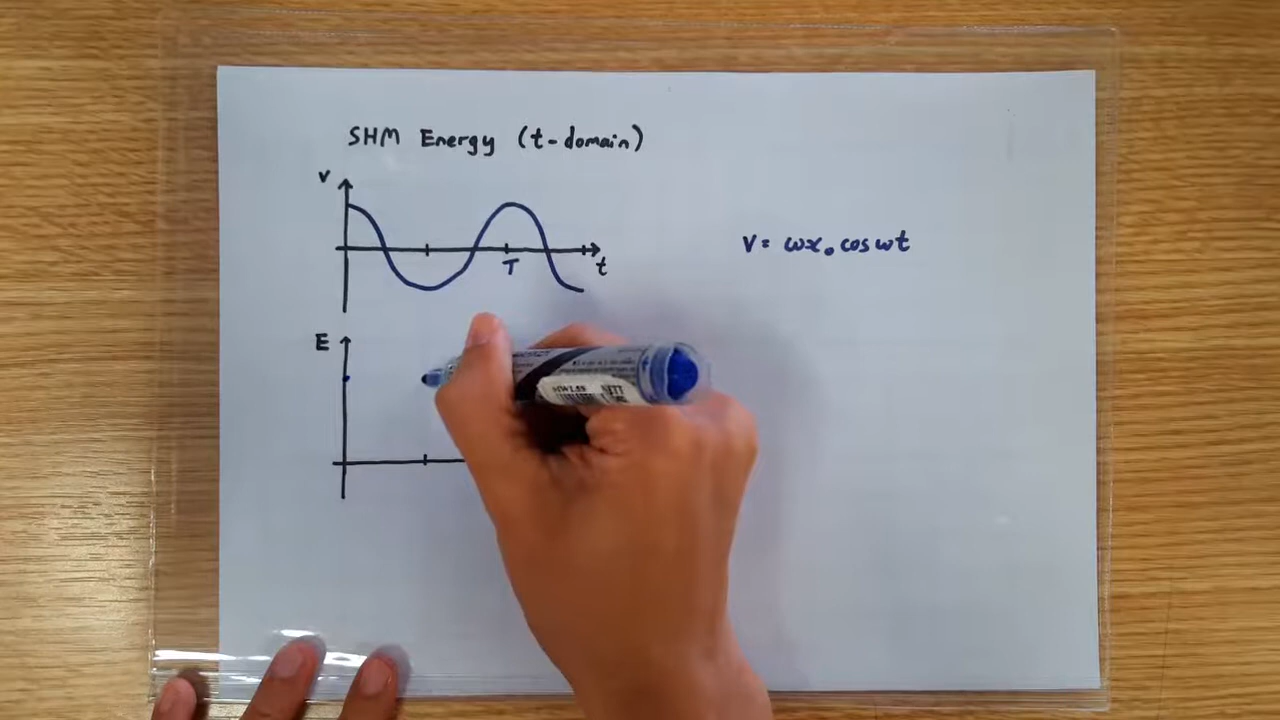 SHM Energy (t-domain)
v
v = ωx₀ cos ωt
T
t
E